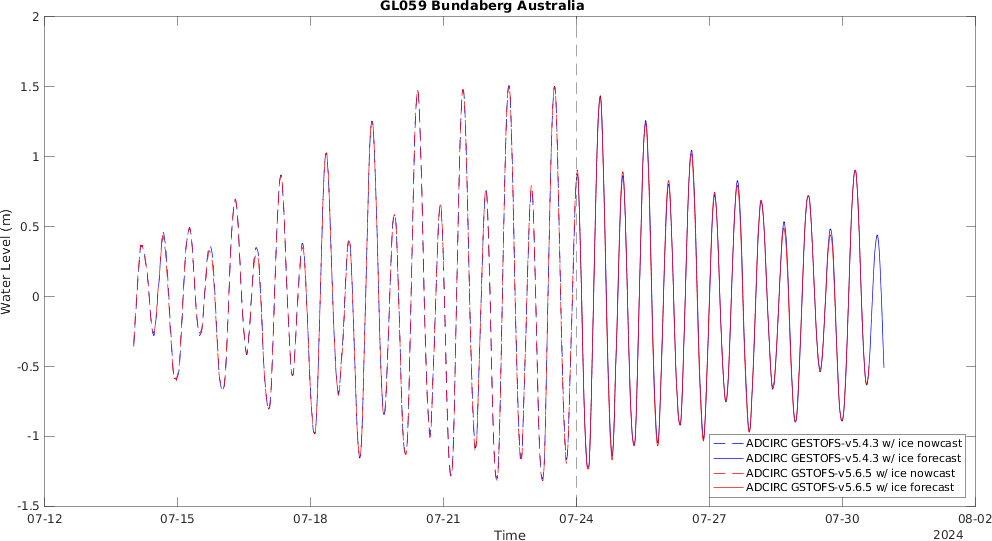 GL059 Bundaberg Australia
2
1.5
1
0.5
0
-0.5
-1
-1.5
Water Level (m)
07-12
07-15
07-18
07-21
07-24
07-27
07-30
08-02
Time
2024
ADCIRC GESTOFS-v5.4.3 w/ ice nowcast
ADCIRC GESTOFS-v5.4.3 w/ ice forecast
ADCIRC GSTOFS-v5.6.5 w/ ice nowcast
ADCIRC GSTOFS-v5.6.5 w/ ice forecast